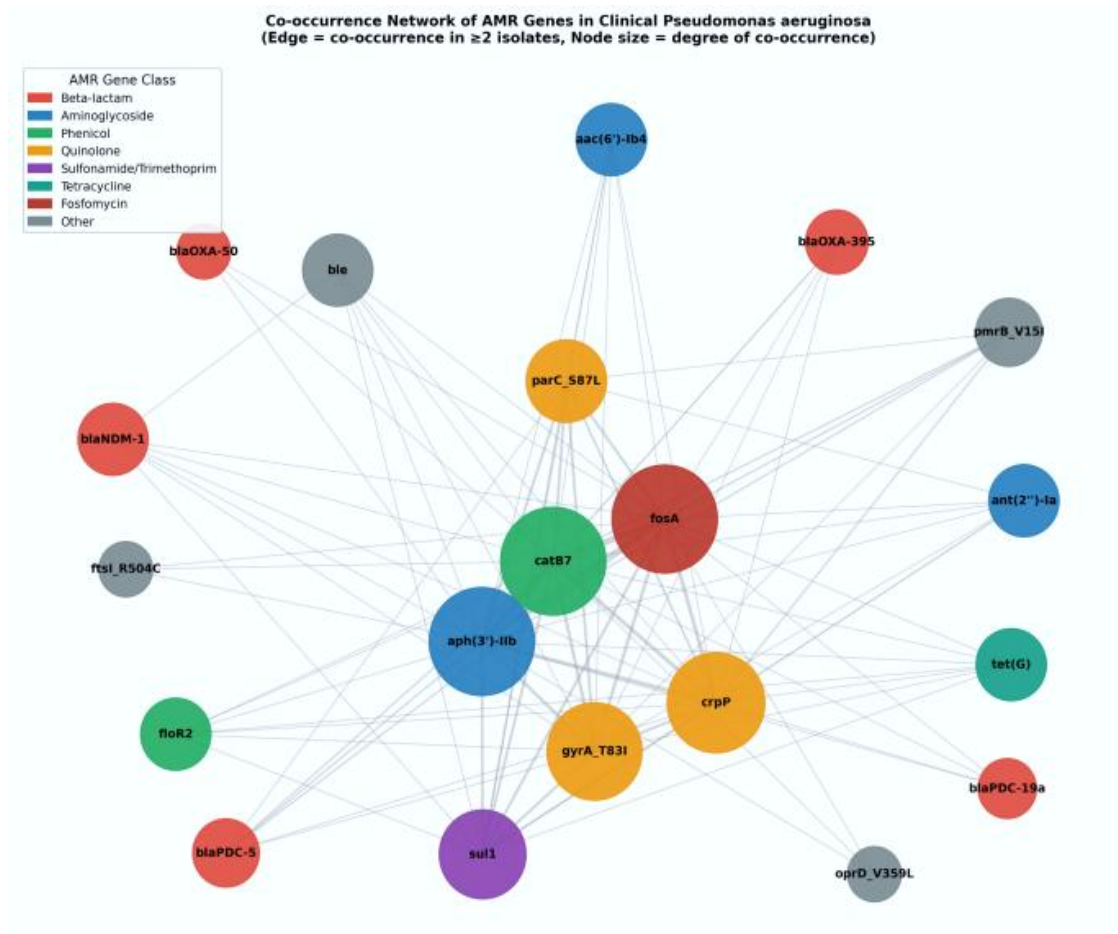 Co-occurrence Network of AMR Genes in Clinical Pseudomonas aeruginosa
(Edge = co-occurrence in ≥2 isolates, Node size = degree of co-occurrence)
AMR Gene Class
Beta-lactam
Aminoglycoside
Phenicol
Quinolone
Sulfonamide/Trimethoprim
Tetracycline
Fosfomycin
Other
aac(6')-Ib4
blaOXA-395
blaOXA-50
ble
pmrB_V15I
parC_S87L
blaNDM-1
ant(2'')-Ia
fosA
catB7
ftsI_R504C
aph(3')-IIb
tet(G)
crpP
floR2
gyrA_T83I
blaPDC-19a
blaPDC-5
sul1
oprD_V359L